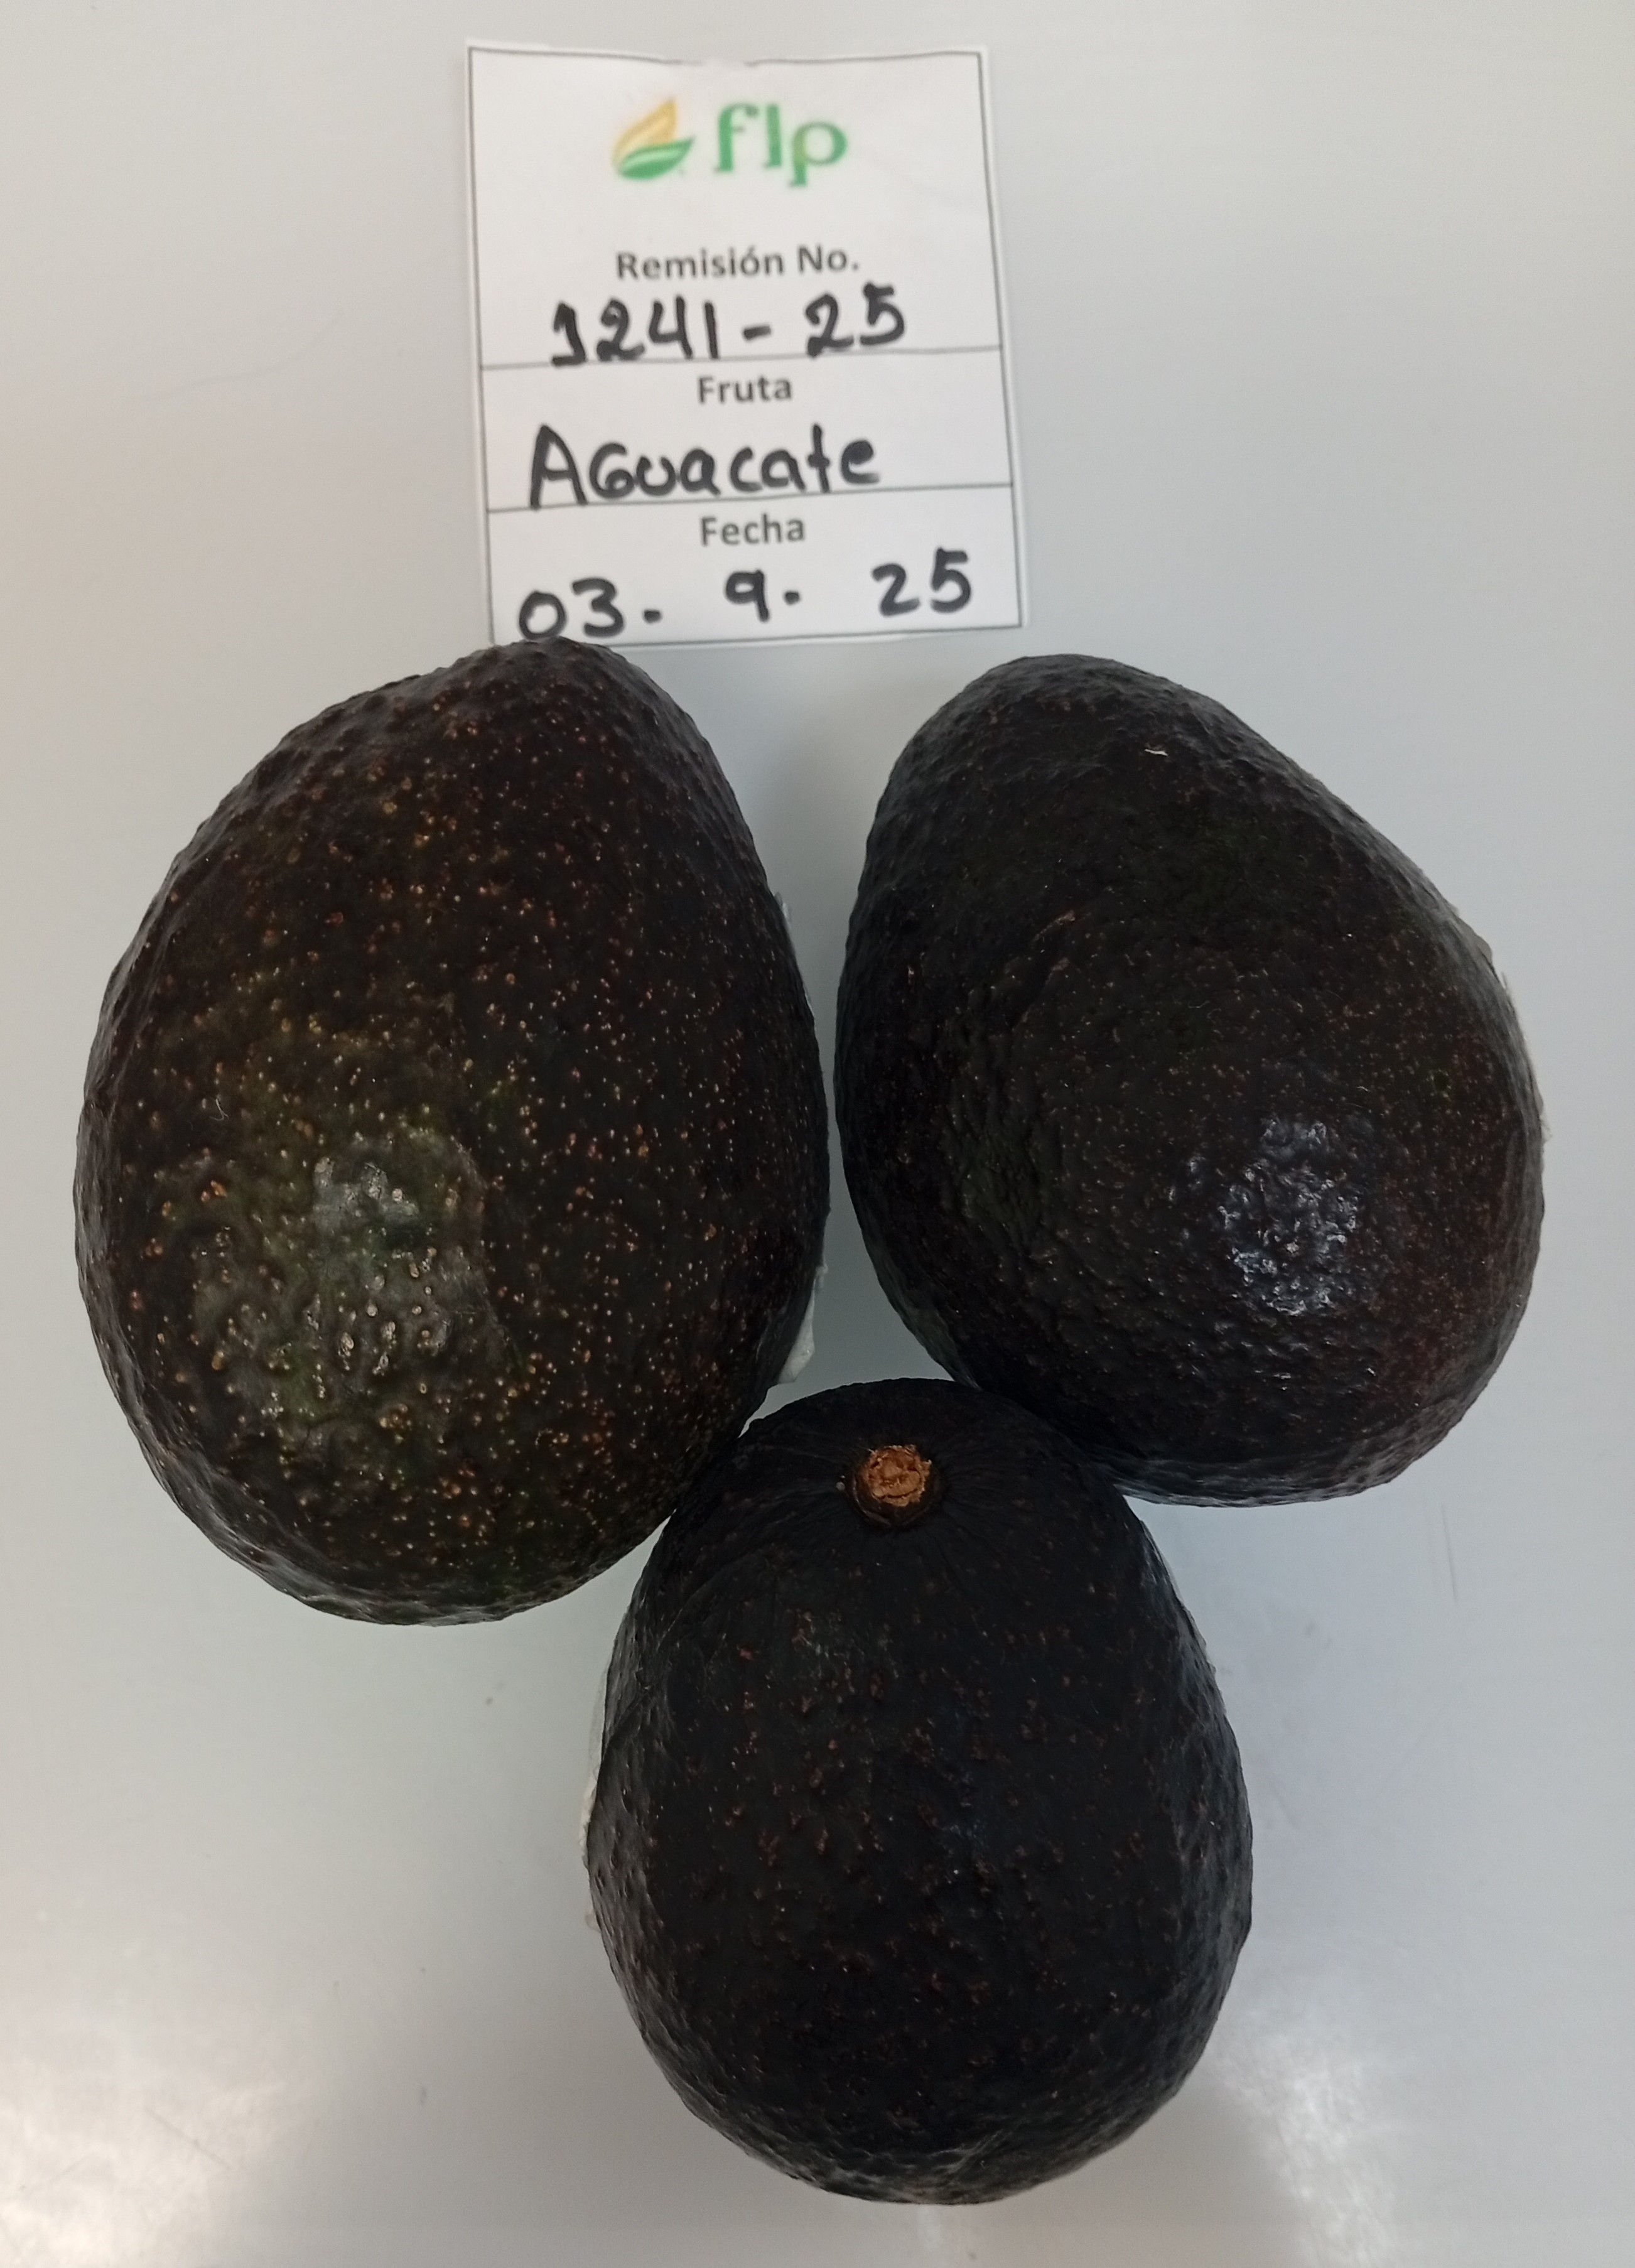 flp
Remisión No.
1241-25
Fruta
AGuacate
Fecha
03. 9. 25